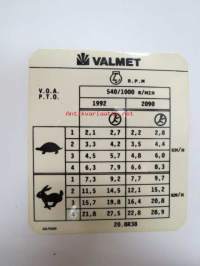 VALMET
R.P.M
V.O.A.
P.T.O.
540/1000 R/MIN
1992 2090
1 2,1 2,7 2,2 2,8
2 3,3 4,2 3,4 4,4
3 4,5 5,7 4,8 6,0 KM/H
4 6,3 8,0 6,6 8,3
1 7,3 9,2 7,7 9,7
2 11,5 14,5 12,1 15,2 KM/H
3 15,7 19,8 16,4 20,8
4 21,8 27,5 22,8 28,9
20.8R38